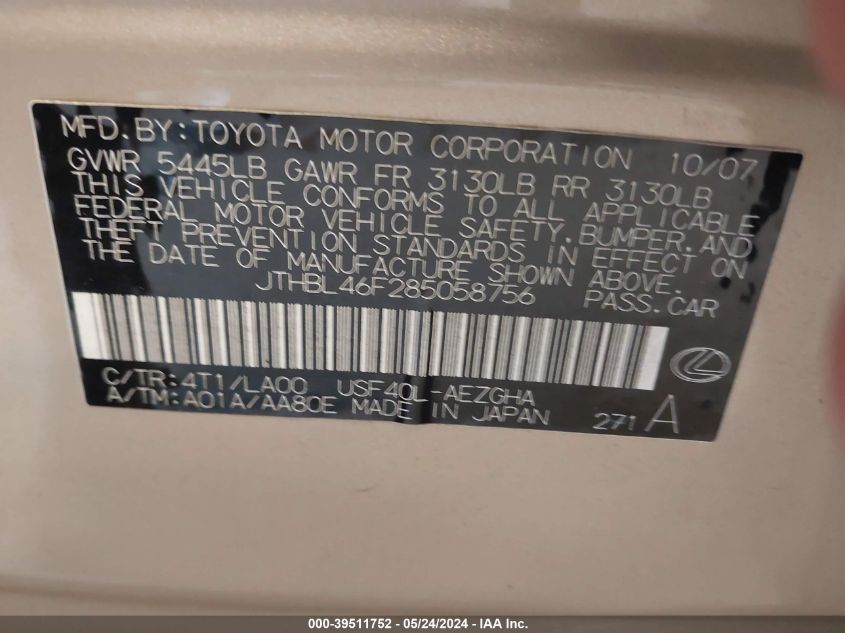 MFD. BY: TOYOTA MOTOR CORPORATION 10/07
GVWR 5445LB GAWR FR 3130LB RR 3130LB
THIS VEHICLE CONFORMS TO ALL APPLICABLE
FEDERAL MOTOR VEHICLE SAFETY, BUMPER, AND
THEFT PREVENTION STANDARDS IN EFFECT ON
THE DATE OF MANUFACTURE SHOWN ABOVE.
JTHBL46F285058756 PASS. CAR
C/TR: 4T1/LA00 USF40L-AEZGHA
A/TM: A01A/AA80E MADE IN JAPAN 271 A
000-39511752 - 05/24/2024 - IAA Inc.